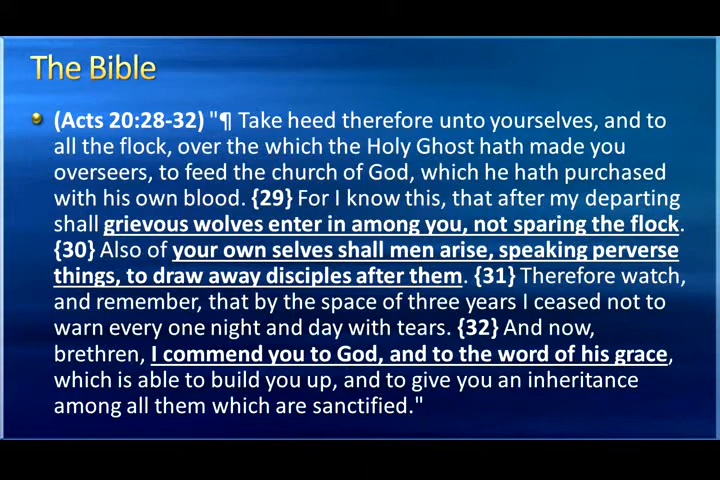 The Bible
(Acts 20:28-32) "¶ Take heed therefore unto yourselves, and to
all the flock, over the which the Holy Ghost hath made you
overseers, to feed the church of God, which he hath purchased
with his own blood. {29} For I know this, that after my departing
shall grievous wolves enter in among you, not sparing the flock.
{30} Also of your own selves shall men arise, speaking perverse
things, to draw away disciples after them. {31} Therefore watch,
and remember, that by the space of three years I ceased not to
warn every one night and day with tears. {32} And now,
brethren, I commend you to God, and to the word of his grace,
which is able to build you up, and to give you an inheritance
among all them which are sanctified."